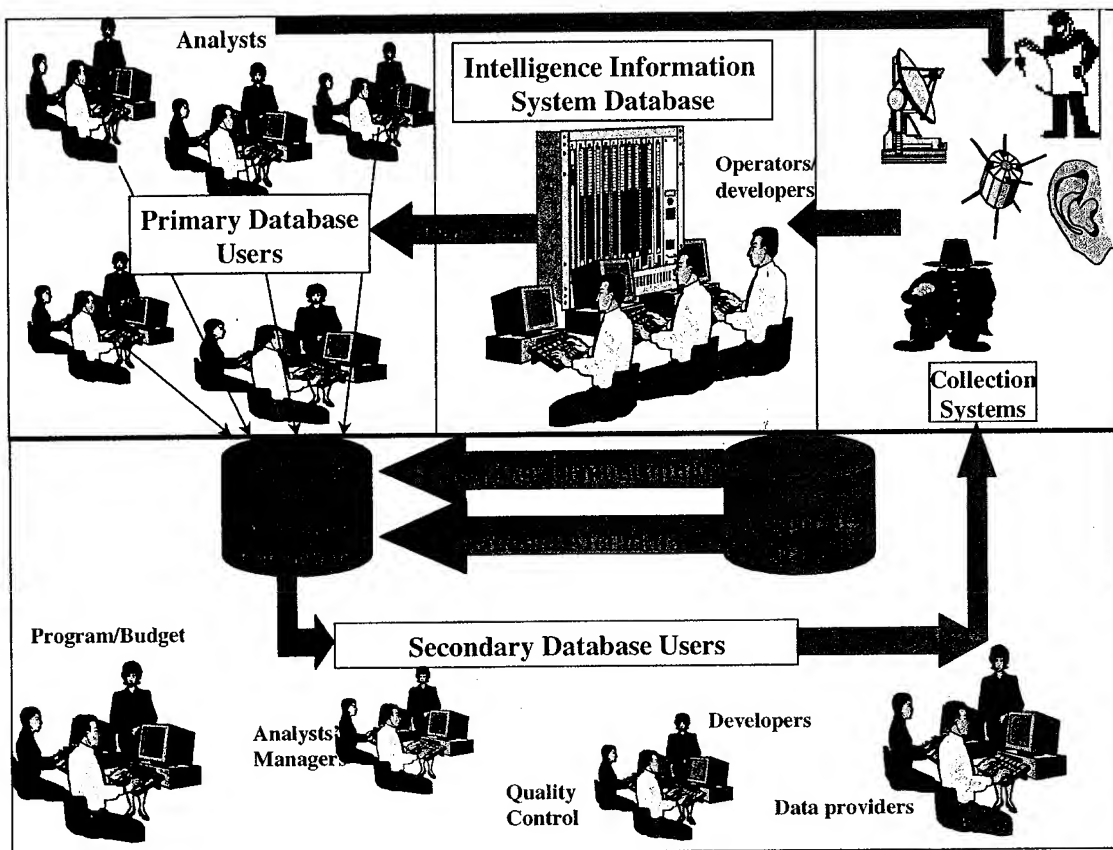 Analysts
Intelligence Information
System Database
Operators/
developers
Primary Database
Users
Collection
Systems
Program/Budget
Secondary Database Users
Analysts'
Managers
Developers
Quality
Control
Data providers